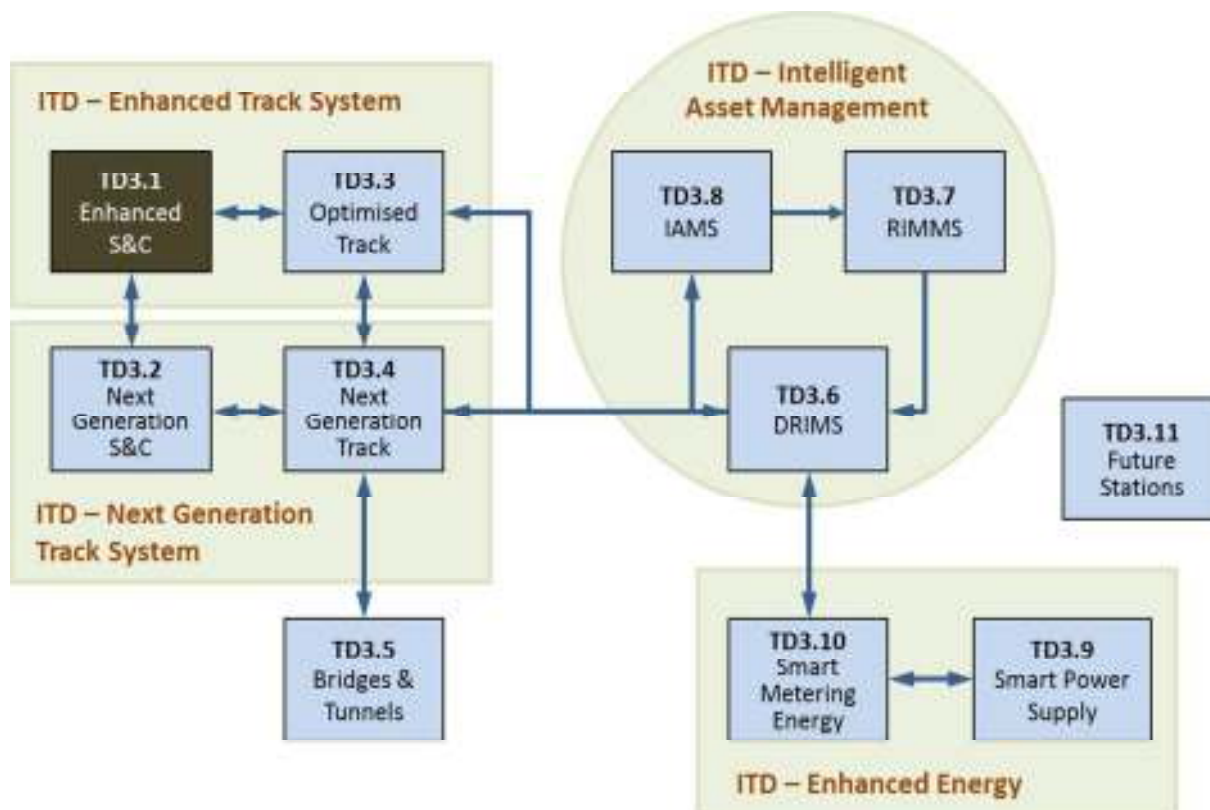 ITD – Enhanced Track System
TD3.1
Enhanced
S&C
TD3.3
Optimised
Track
TD3.2
Next
Generation
S&C
TD3.4
Next
Generation
Track
ITD – Next Generation
Track System
TD3.5
Bridges &
Tunnels
ITD – Intelligent
Asset Management
TD3.8
IAMS
TD3.7
RIMMS
TD3.6
DRIMS
TD3.11
Future
Stations
TD3.10
Smart
Metering
Energy
TD3.9
Smart Power
Supply
ITD – Enhanced Energy